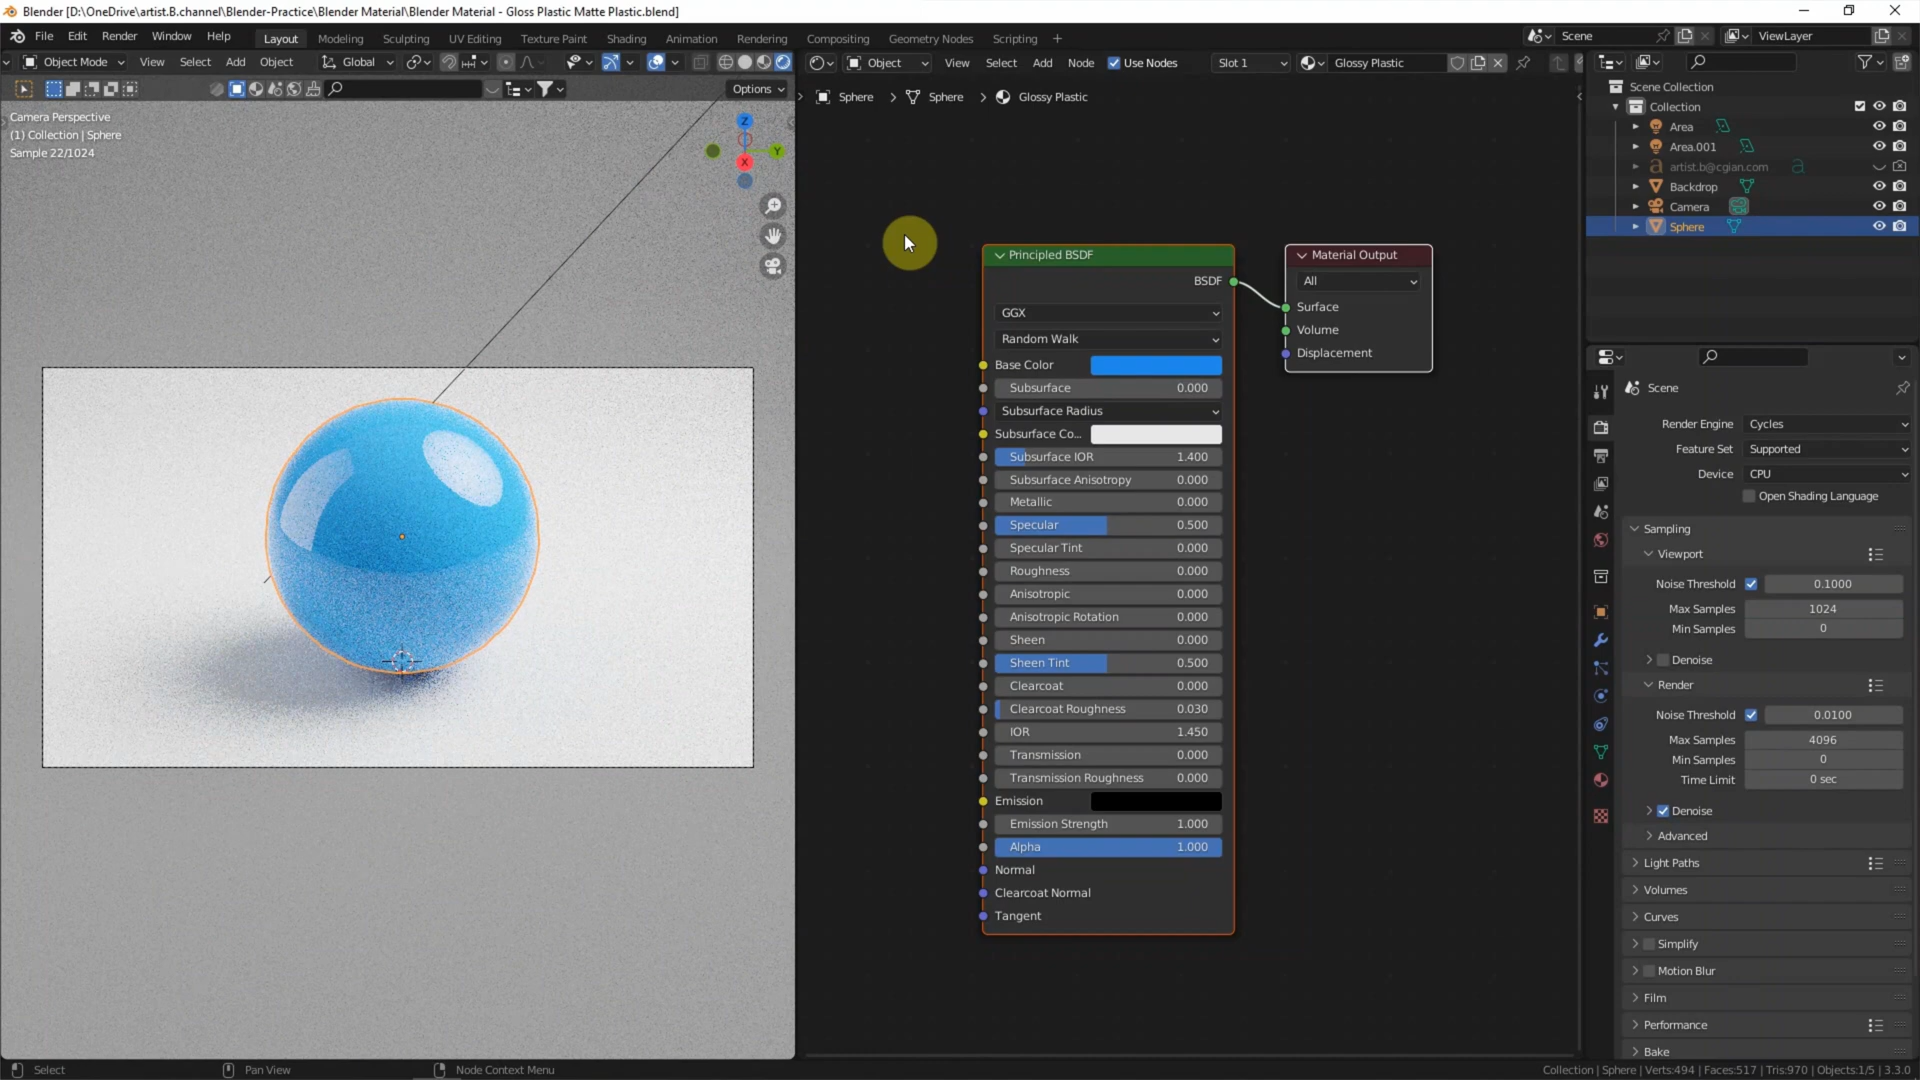 Blender [D:\OneDrive\artist.B.channel\Blender-Practice\Blender Material\Blender Material - Gloss Plastic Matte Plastic.blend]
File Edit Render Window Help Layout Modeling Sculpting UV Editing Texture Paint Shading Animation Rendering Compositing Geometry Nodes Scripting + Scene ViewLayer
Object Mode View Select Add Object Global Object View Select Add Node Use Nodes Slot 1 Glossy Plastic
Options
Camera Perspective
(1) Collection | Sphere
Sample 22/1024
Z
Y
X
Sphere > Sphere > Glossy Plastic
Principled BSDF
BSDF
GGX
Random Walk
Base Color
Subsurface 0.000
Subsurface Radius
Subsurface Co...
Subsurface IOR 1.400
Subsurface Anisotropy 0.000
Metallic 0.000
Specular 0.500
Specular Tint 0.000
Roughness 0.000
Anisotropic 0.000
Anisotropic Rotation 0.000
Sheen 0.000
Sheen Tint 0.500
Clearcoat 0.000
Clearcoat Roughness 0.030
IOR 1.450
Transmission 0.000
Transmission Roughness 0.000
Emission
Emission Strength 1.000
Alpha 1.000
Normal
Clearcoat Normal
Tangent
Material Output
All
Surface
Volume
Displacement
Scene Collection
Collection
Area
Area.001
artist.b@cgian.com
Backdrop
Camera
Sphere
Scene
Render Engine Cycles
Feature Set Supported
Device CPU
Open Shading Language
Sampling
Viewport
Noise Threshold 0.1000
Max Samples 1024
Min Samples 0
Denoise
Render
Noise Threshold 0.0100
Max Samples 4096
Min Samples 0
Time Limit 0 sec
Denoise
Advanced
Light Paths
Volumes
Curves
Simplify
Motion Blur
Film
Performance
Bake
Select Pan View Node Context Menu Collection | Sphere | Verts:494 | Faces:517 | Tris:970 | Objects:1/5 | 3.3.0